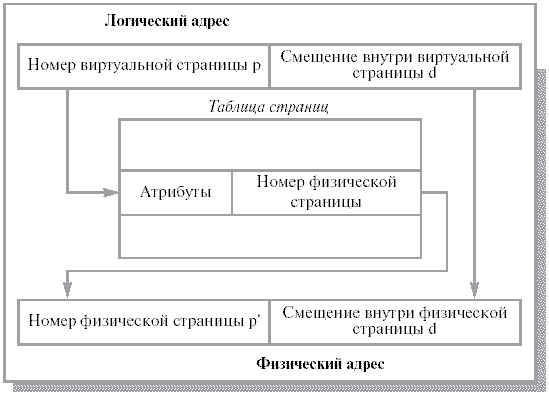 Логический адрес
Номер виртуальной страницы p
Смещение внутри виртуальной
страницы d
Таблица страниц
Атрибуты
Номер физической
страницы
Номер физической страницы p'
Смещение внутри физической
страницы d
Физический адрес